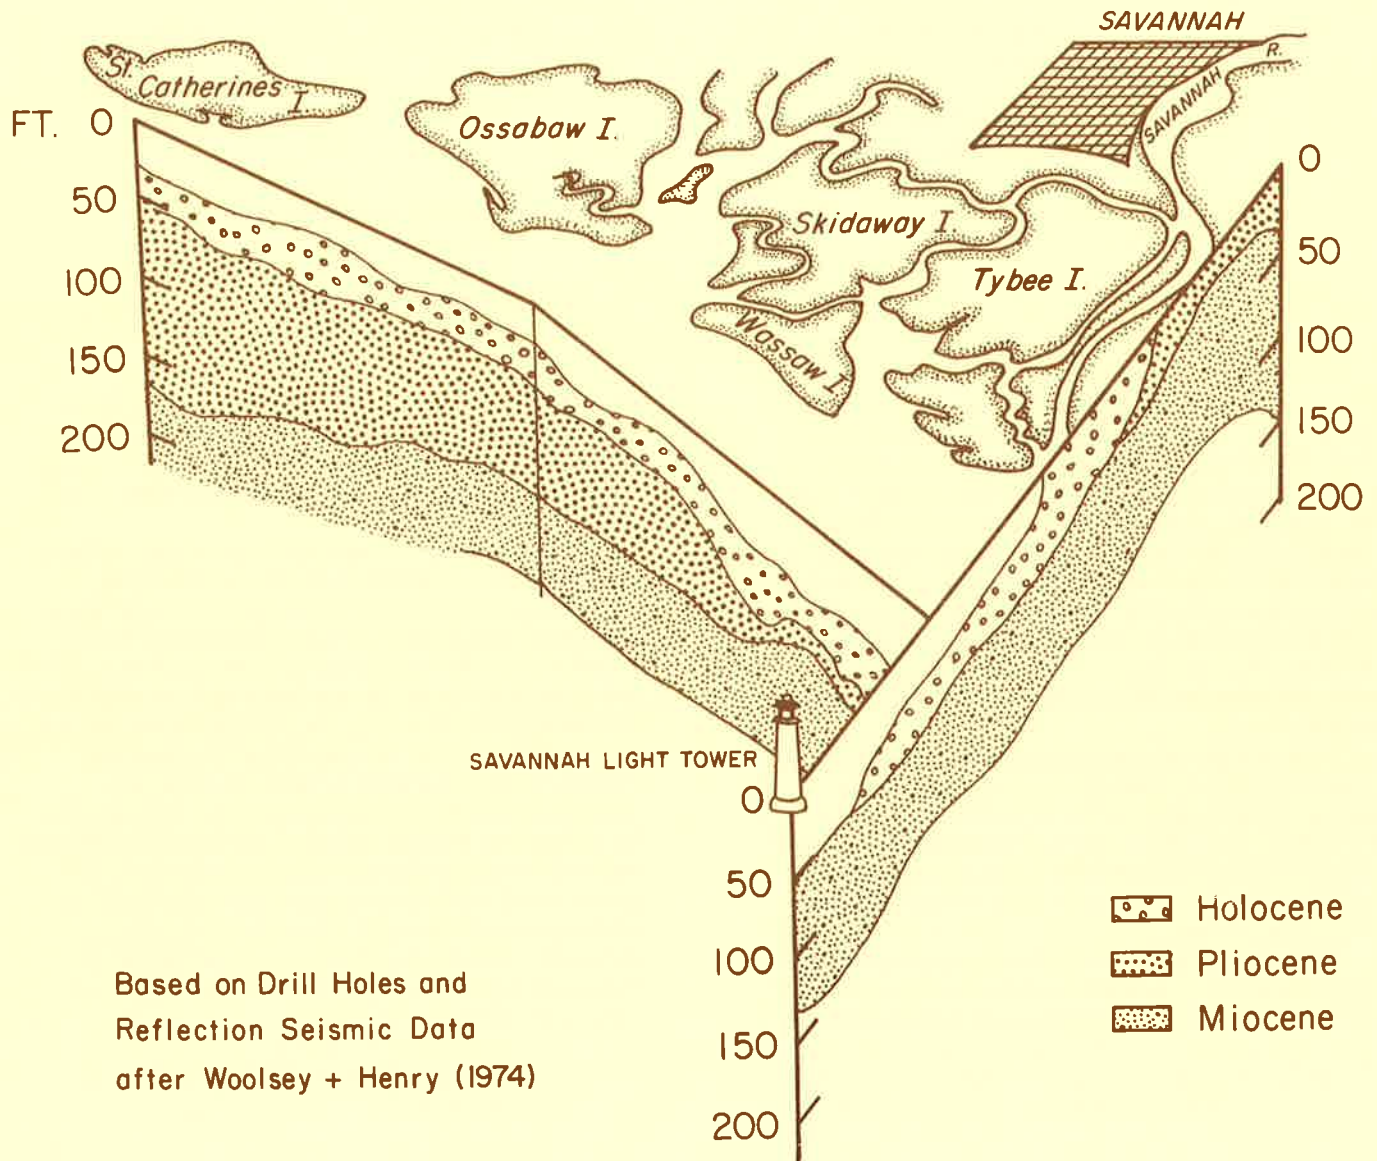 SAVANNAH
R.
SAVANNAH
St.
Catherines
I
Ossabaw I.
Skidaway I
Tybee I.
Wassaw I
FT. 0
50
100
150
200
0
50
100
150
200
SAVANNAH LIGHT TOWER
0
50
100
150
200
Based on Drill Holes and
Reflection Seismic Data
after Woolsey + Henry (1974)
Holocene
Pliocene
Miocene